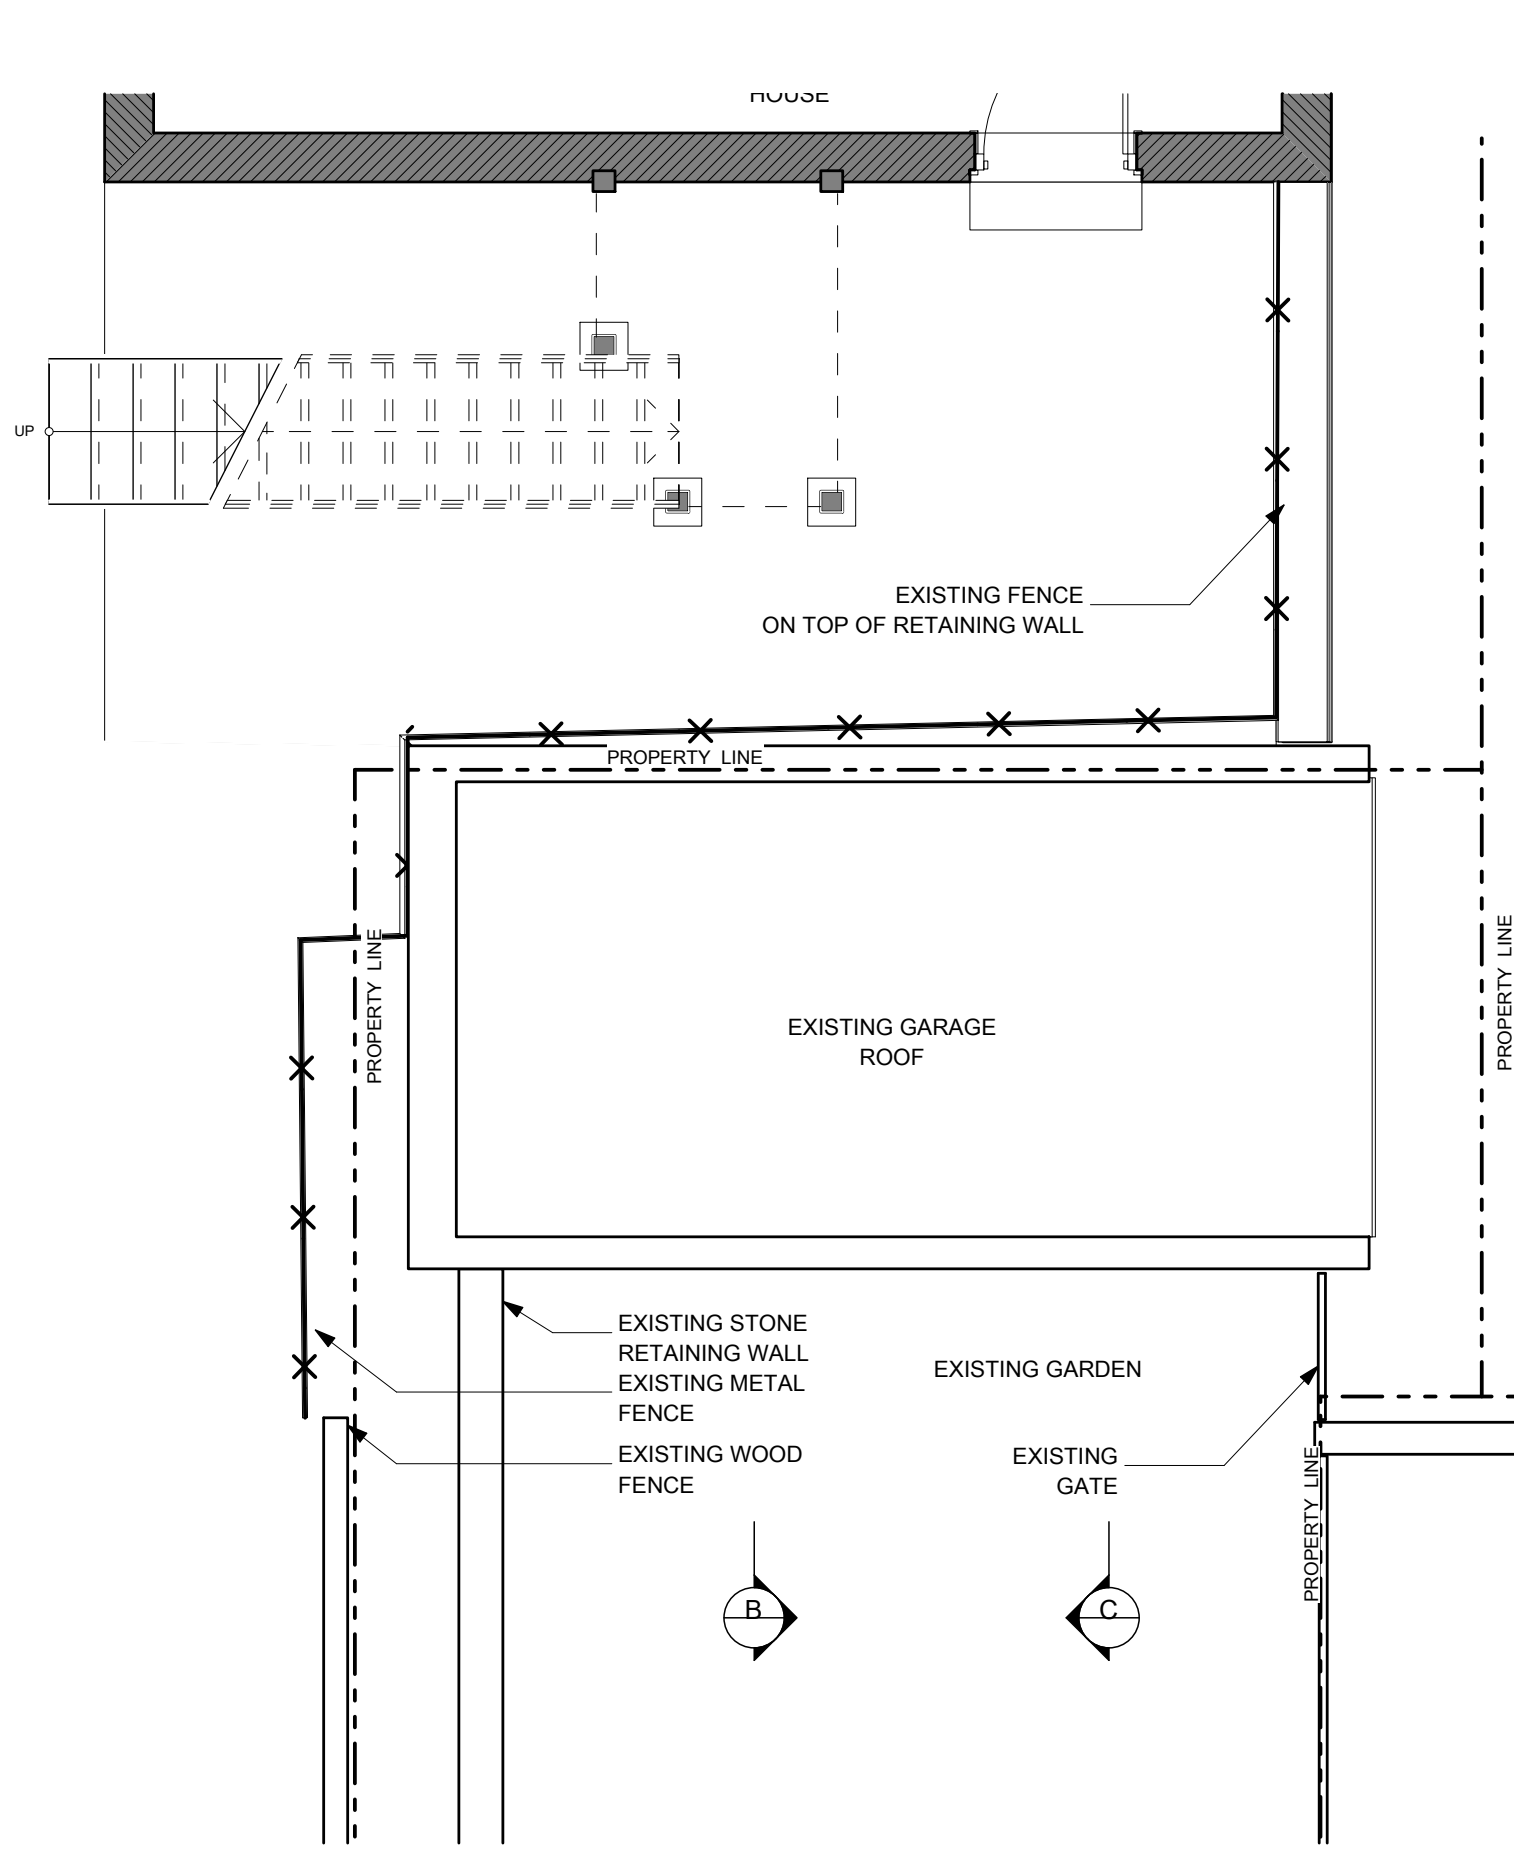 HOUSE
UP
EXISTING FENCE
ON TOP OF RETAINING WALL
PROPERTY LINE
PROPERTY LINE
PROPERTY LINE
EXISTING GARAGE
ROOF
EXISTING STONE
RETAINING WALL
EXISTING METAL
FENCE
EXISTING WOOD
FENCE
EXISTING GARDEN
EXISTING
GATE
PROPERTY LINE
B
C